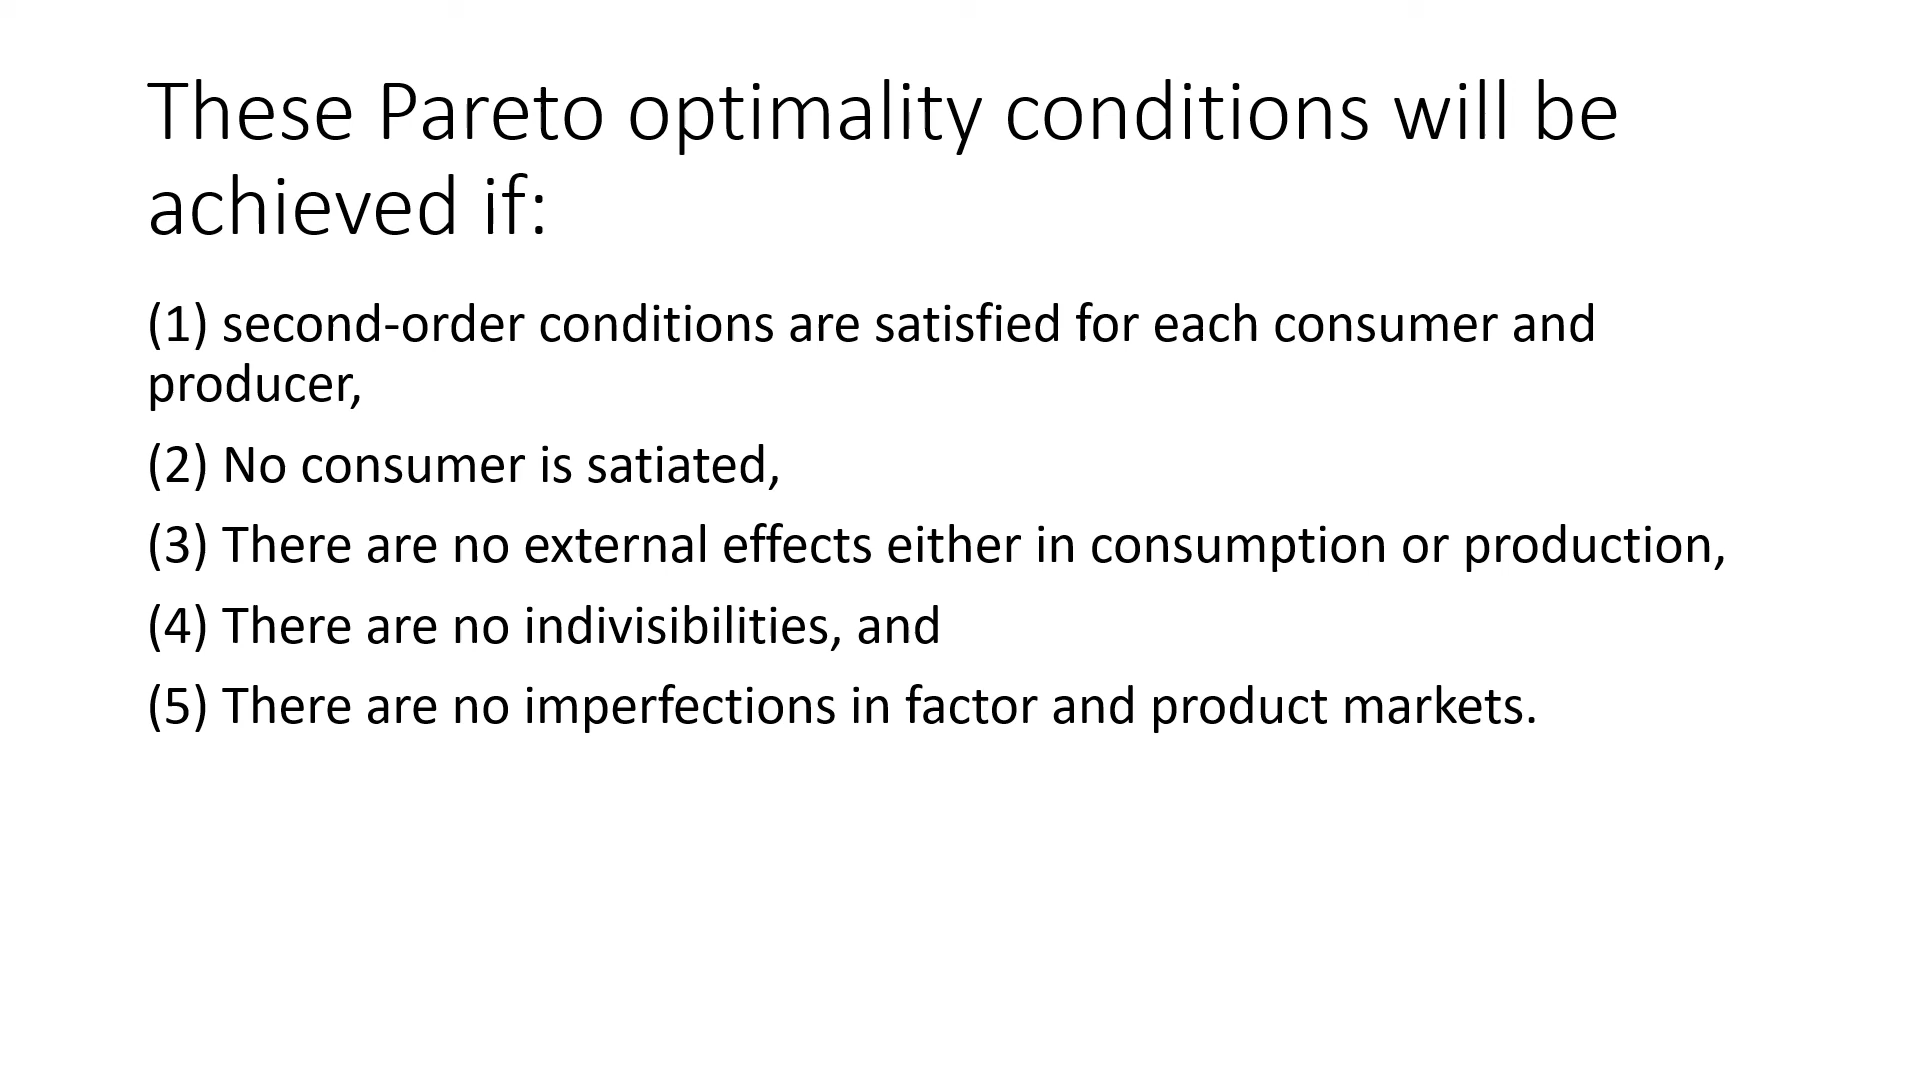 These Pareto optimality conditions will be
achieved if:
(1) second-order conditions are satisfied for each consumer and
producer,
(2) No consumer is satiated,
(3) There are no external effects either in consumption or production,
(4) There are no indivisibilities, and
(5) There are no imperfections in factor and product markets.